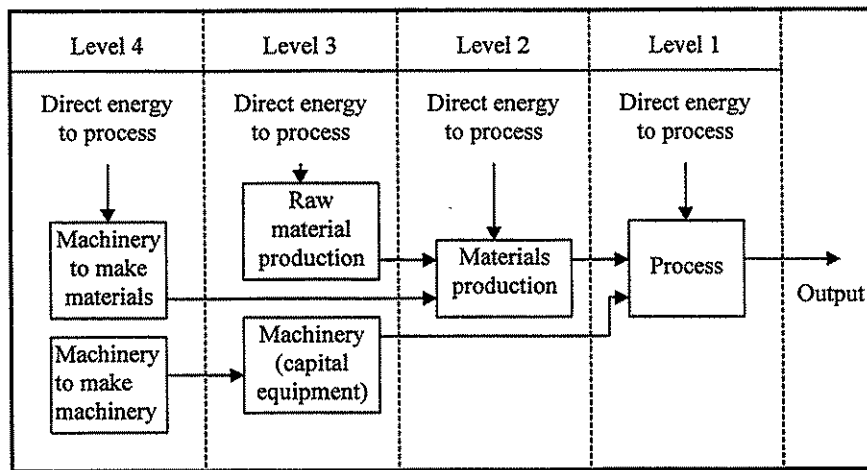 Level 4
Level 3
Level 2
Level 1
Direct energy
to process
Direct energy
to process
Direct energy
to process
Direct energy
to process
Machinery
to make
materials
Raw
material
production
Materials
production
Process
Output
Machinery
to make
machinery
Machinery
(capital
equipment)